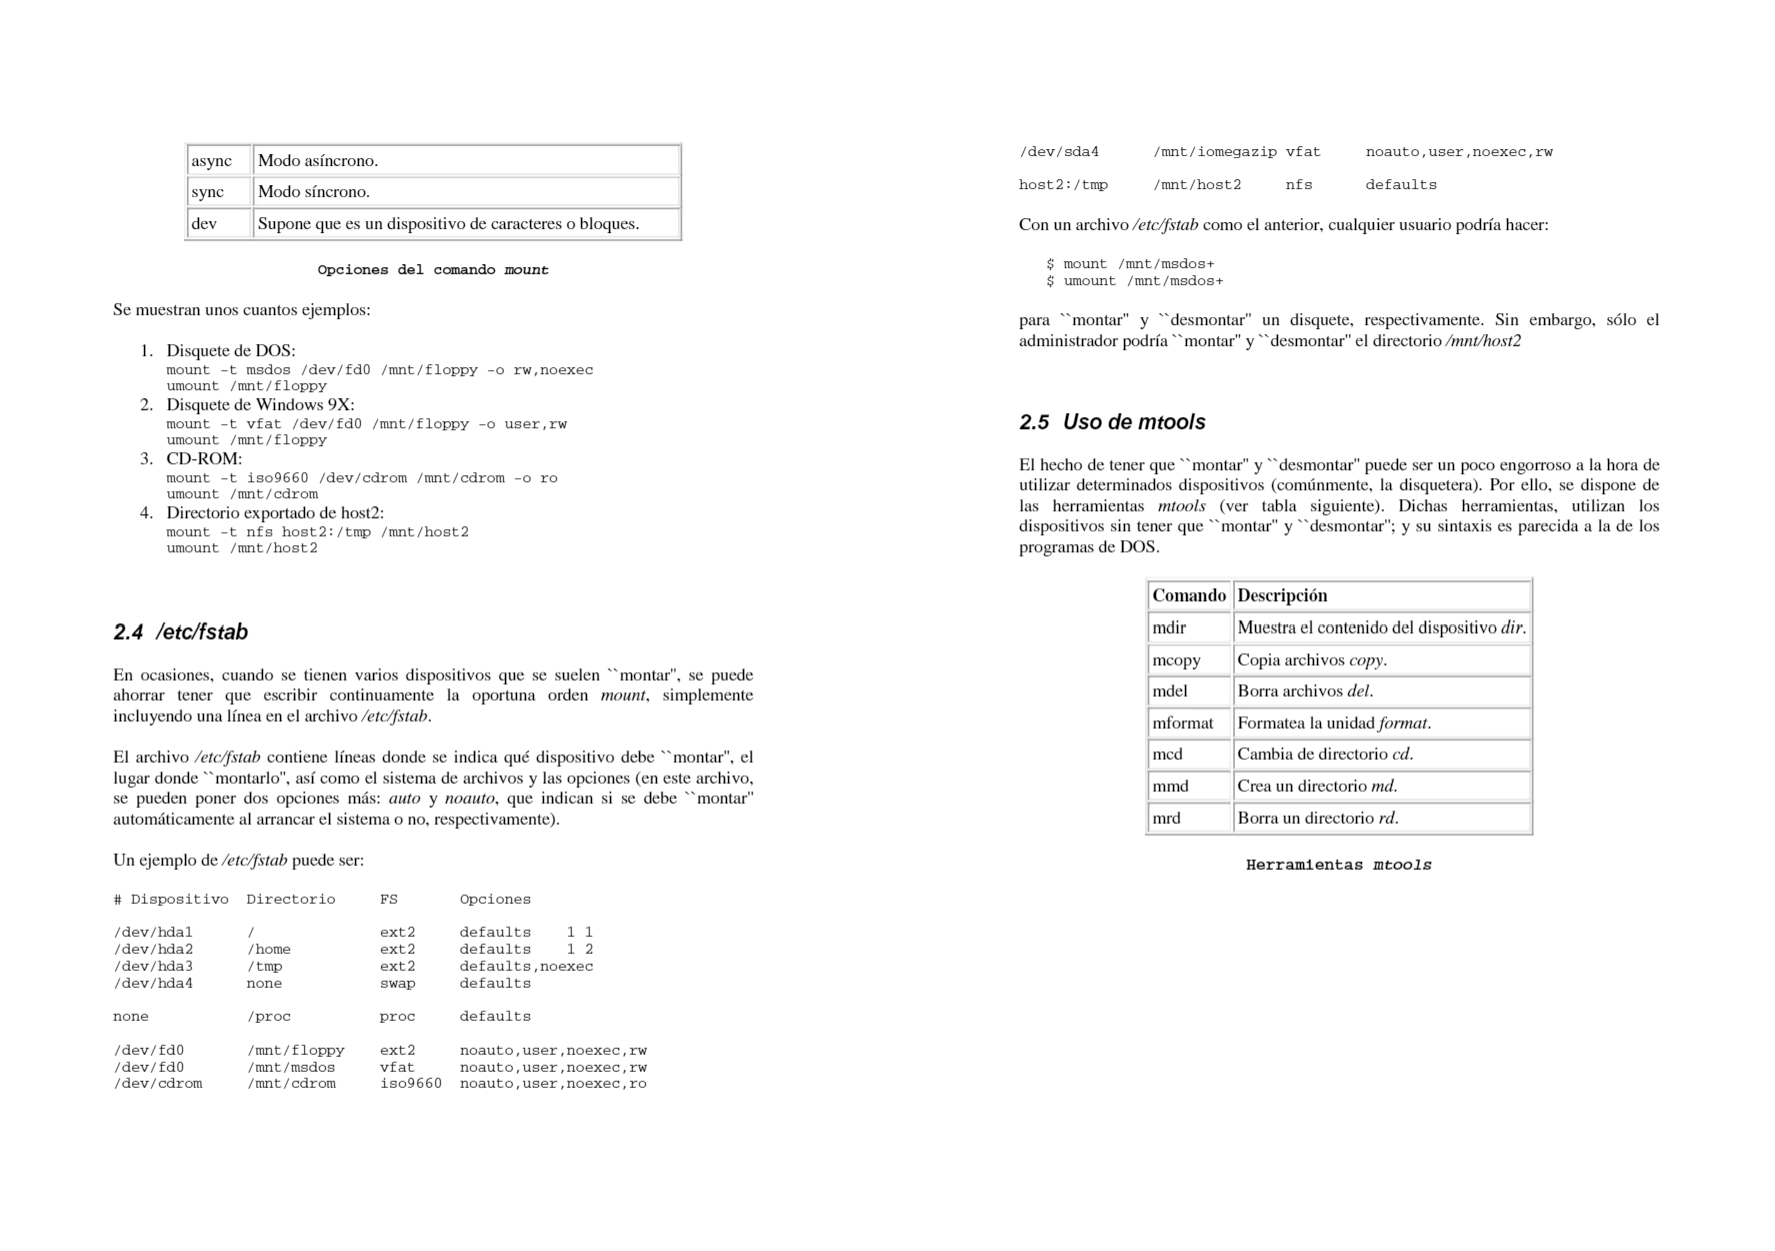 async Modo asíncrono.
sync Modo síncrono.
dev Supone que es un dispositivo de caracteres o bloques.
Opciones del comando mount
Se muestran unos cuantos ejemplos:
1. Disquete de DOS:
mount -t msdos /dev/fd0 /mnt/floppy -o rw,noexec
umount /mnt/floppy
2. Disquete de Windows 9X:
mount -t vfat /dev/fd0 /mnt/floppy -o user,rw
umount /mnt/floppy
3. CD-ROM:
mount -t iso9660 /dev/cdrom /mnt/cdrom -o ro
umount /mnt/cdrom
4. Directorio exportado de host2:
mount -t nfs host2:/tmp /mnt/host2
umount /mnt/host2
2.4 /etc/fstab
En ocasiones, cuando se tienen varios dispositivos que se suelen ``montar'', se puede
ahorrar tener que escribir continuamente la oportuna orden mount, simplemente
incluyendo una línea en el archivo /etc/fstab.
El archivo /etc/fstab contiene líneas donde se indica qué dispositivo debe ``montar'', el
lugar donde ``montarlo'', así como el sistema de archivos y las opciones (en este archivo,
se pueden poner dos opciones más: auto y noauto, que indican si se debe ``montar''
automáticamente al arrancar el sistema o no, respectivamente).
Un ejemplo de /etc/fstab puede ser:
# Dispositivo Directorio FS Opciones
/dev/hda1 / ext2 defaults 1 1
/dev/hda2 /home ext2 defaults 1 2
/dev/hda3 /tmp ext2 defaults,noexec
/dev/hda4 none swap defaults
none /proc proc defaults
/dev/fd0 /mnt/floppy ext2 noauto,user,noexec,rw
/dev/fd0 /mnt/msdos vfat noauto,user,noexec,rw
/dev/cdrom /mnt/cdrom iso9660 noauto,user,noexec,ro
/dev/sda4 /mnt/iomegazip vfat noauto,user,noexec,rw
host2:/tmp /mnt/host2 nfs defaults
Con un archivo /etc/fstab como el anterior, cualquier usuario podría hacer:
$ mount /mnt/msdos+
$ umount /mnt/msdos+
para ``montar'' y ``desmontar'' un disquete, respectivamente. Sin embargo, sólo el
administrador podría ``montar'' y ``desmontar'' el directorio /mnt/host2
2.5 Uso de mtools
El hecho de tener que ``montar'' y ``desmontar'' puede ser un poco engorroso a la hora de
utilizar determinados dispositivos (comúnmente, la disquetera). Por ello, se dispone de
las herramientas mtools (ver tabla siguiente). Dichas herramientas, utilizan los
dispositivos sin tener que ``montar'' y ``desmontar''; y su sintaxis es parecida a la de los
programas de DOS.
Comando Descripción
mdir Muestra el contenido del dispositivo dir.
mcopy Copia archivos copy.
mdel Borra archivos del.
mformat Formatea la unidad format.
mcd Cambia de directorio cd.
mmd Crea un directorio md.
mrd Borra un directorio rd.
Herramientas mtools